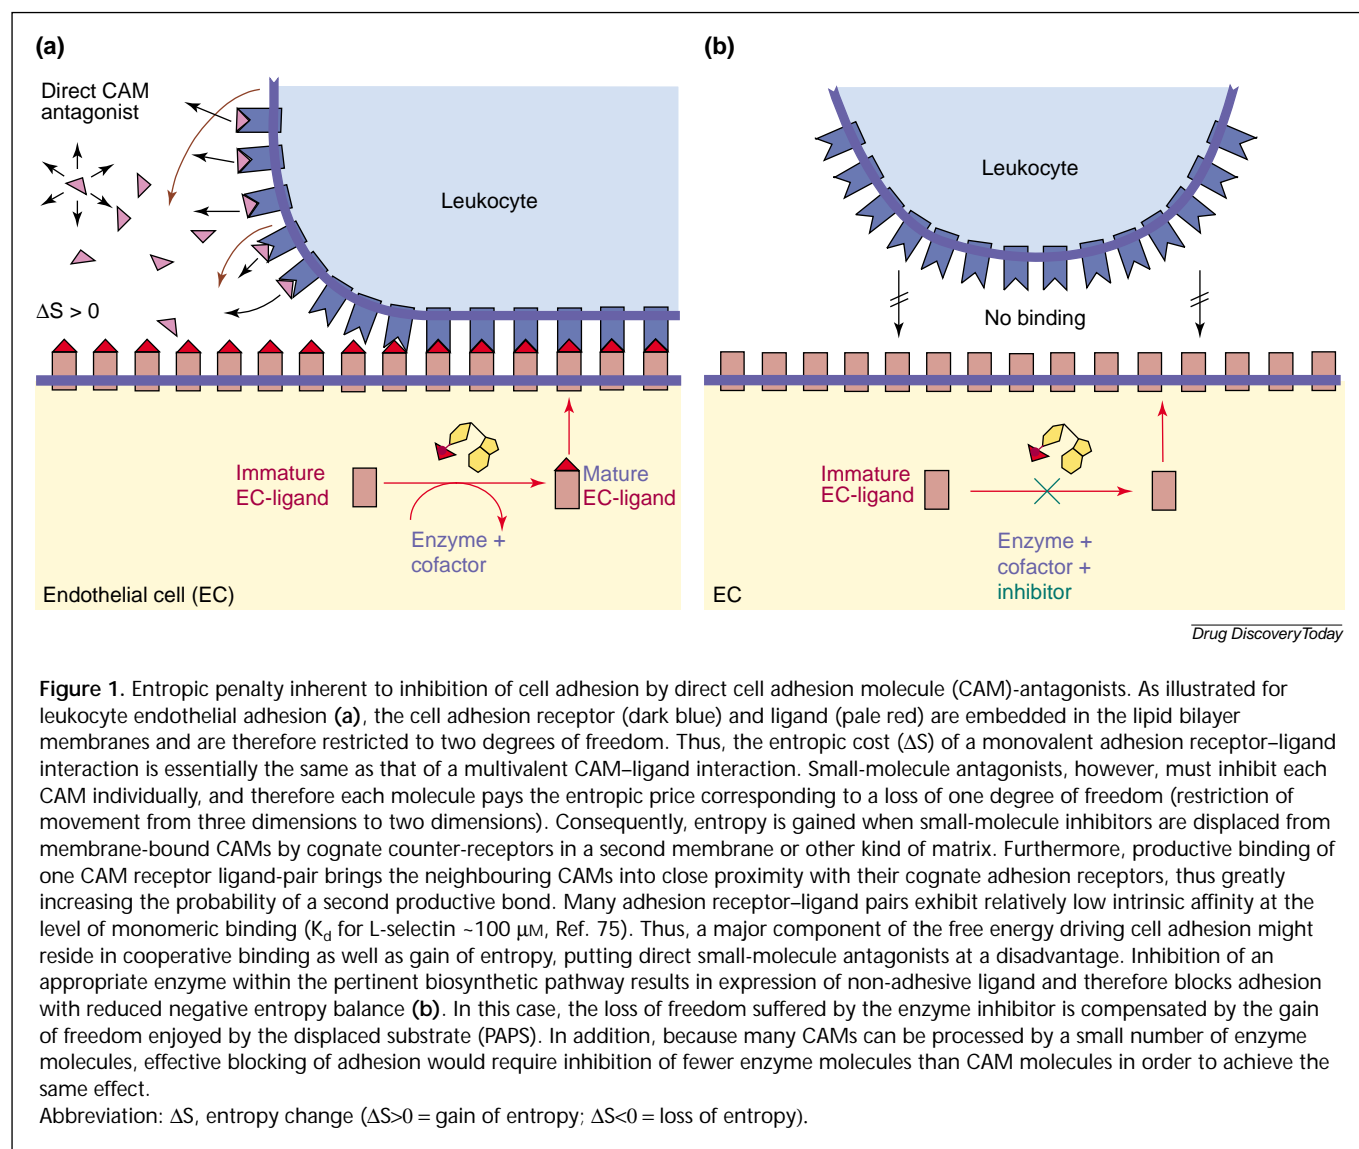 (a)
Direct CAM
antagonist
Leukocyte
ΔS > 0
Immature
EC-ligand
Mature
EC-ligand
Enzyme +
cofactor
Endothelial cell (EC)
(b)
Leukocyte
No binding
Immature
EC-ligand
Enzyme +
cofactor +
inhibitor
EC
Drug Discovery Today
Figure 1. Entropic penalty inherent to inhibition of cell adhesion by direct cell adhesion molecule (CAM)-antagonists. As illustrated for
leukocyte endothelial adhesion (a), the cell adhesion receptor (dark blue) and ligand (pale red) are embedded in the lipid bilayer
membranes and are therefore restricted to two degrees of freedom. Thus, the entropic cost (ΔS) of a monovalent adhesion receptor–ligand
interaction is essentially the same as that of a multivalent CAM–ligand interaction. Small-molecule antagonists, however, must inhibit each
CAM individually, and therefore each molecule pays the entropic price corresponding to a loss of one degree of freedom (restriction of
movement from three dimensions to two dimensions). Consequently, entropy is gained when small-molecule inhibitors are displaced from
membrane-bound CAMs by cognate counter-receptors in a second membrane or other kind of matrix. Furthermore, productive binding of
one CAM receptor ligand-pair brings the neighbouring CAMs into close proximity with their cognate adhesion receptors, thus greatly
increasing the probability of a second productive bond. Many adhesion receptor–ligand pairs exhibit relatively low intrinsic affinity at the
level of monomeric binding (Kd for L-selectin ~100 μM, Ref. 75). Thus, a major component of the free energy driving cell adhesion might
reside in cooperative binding as well as gain of entropy, putting direct small-molecule antagonists at a disadvantage. Inhibition of an
appropriate enzyme within the pertinent biosynthetic pathway results in expression of non-adhesive ligand and therefore blocks adhesion
with reduced negative entropy balance (b). In this case, the loss of freedom suffered by the enzyme inhibitor is compensated by the gain
of freedom enjoyed by the displaced substrate (PAPS). In addition, because many CAMs can be processed by a small number of enzyme
molecules, effective blocking of adhesion would require inhibition of fewer enzyme molecules than CAM molecules in order to achieve the
same effect.
Abbreviation: ΔS, entropy change (ΔS>0 = gain of entropy; ΔS<0 = loss of entropy).